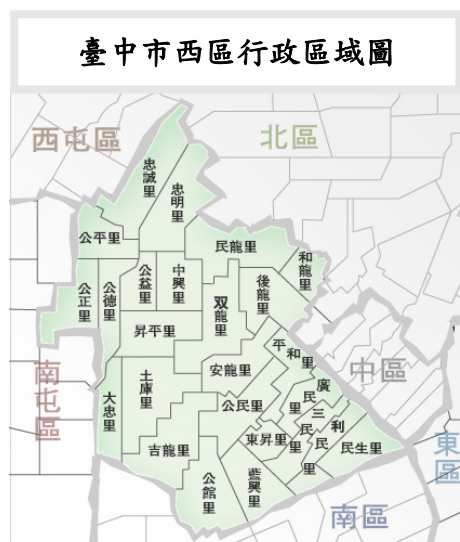 臺中市西區行政區域圖
西屯區
北區
忠誠里
忠明里
公平里
民龍里
和龍里
公正里
公德里
公益里
中興里
双龍里
後龍里
昇平里
平和里
中區
南屯區
大忠里
土庫里
安龍里
公民里
廣民里
三民里
利民里
東昇里
民生里
吉龍里
公館里
藍興里
東區
南區